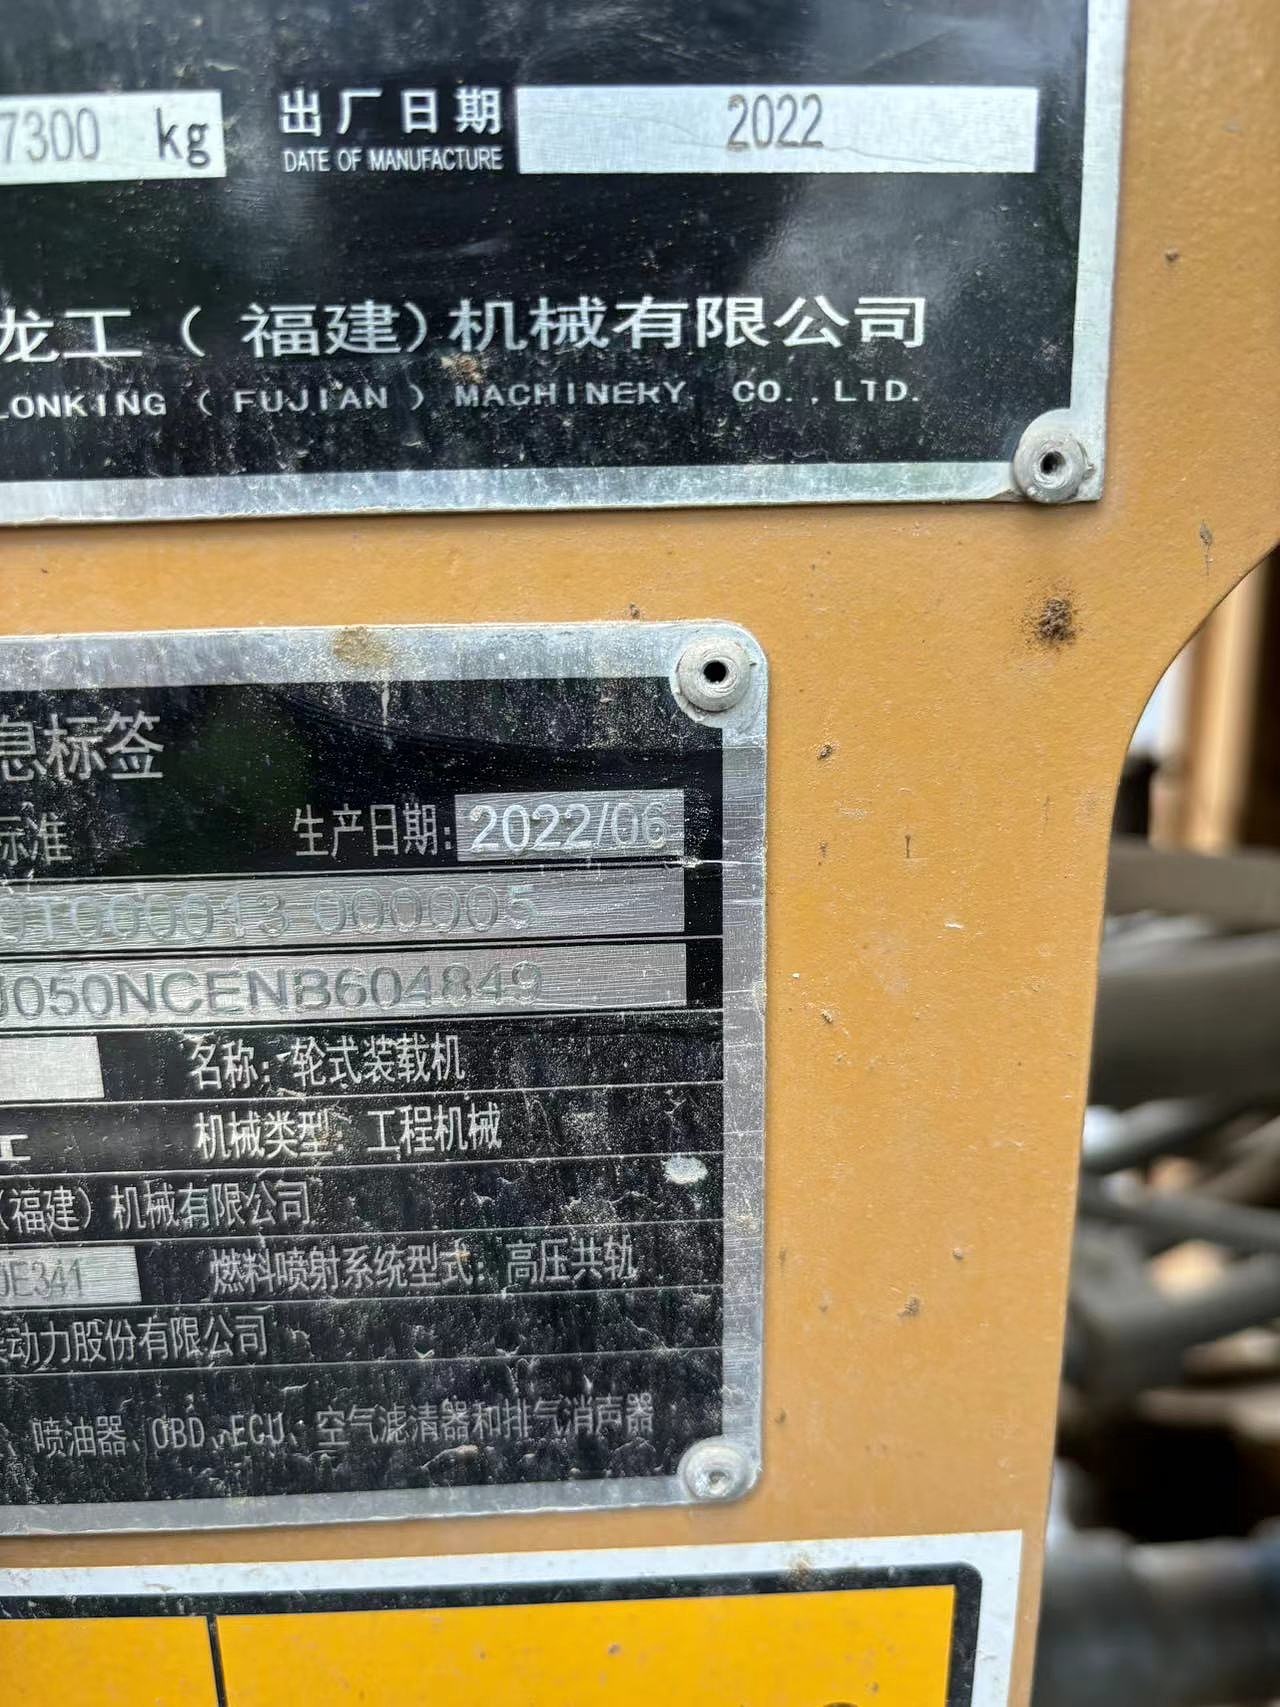 7300 kg 出厂日期 2022
DATE OF MANUFACTURE
龙工（福建）机械有限公司
LONKING ( FUJIAN ) MACHINERY CO.,LTD.
息标签
标准 生产日期: 2022/06
0T000013 000005
J050NCENB604849
名称: 轮式装载机
工 机械类型: 工程机械
(福建) 机械有限公司
0E341 燃料喷射系统型式: 高压共轨
动力股份有限公司
、喷油器、OBD、ECU、空气滤清器和排气消声器